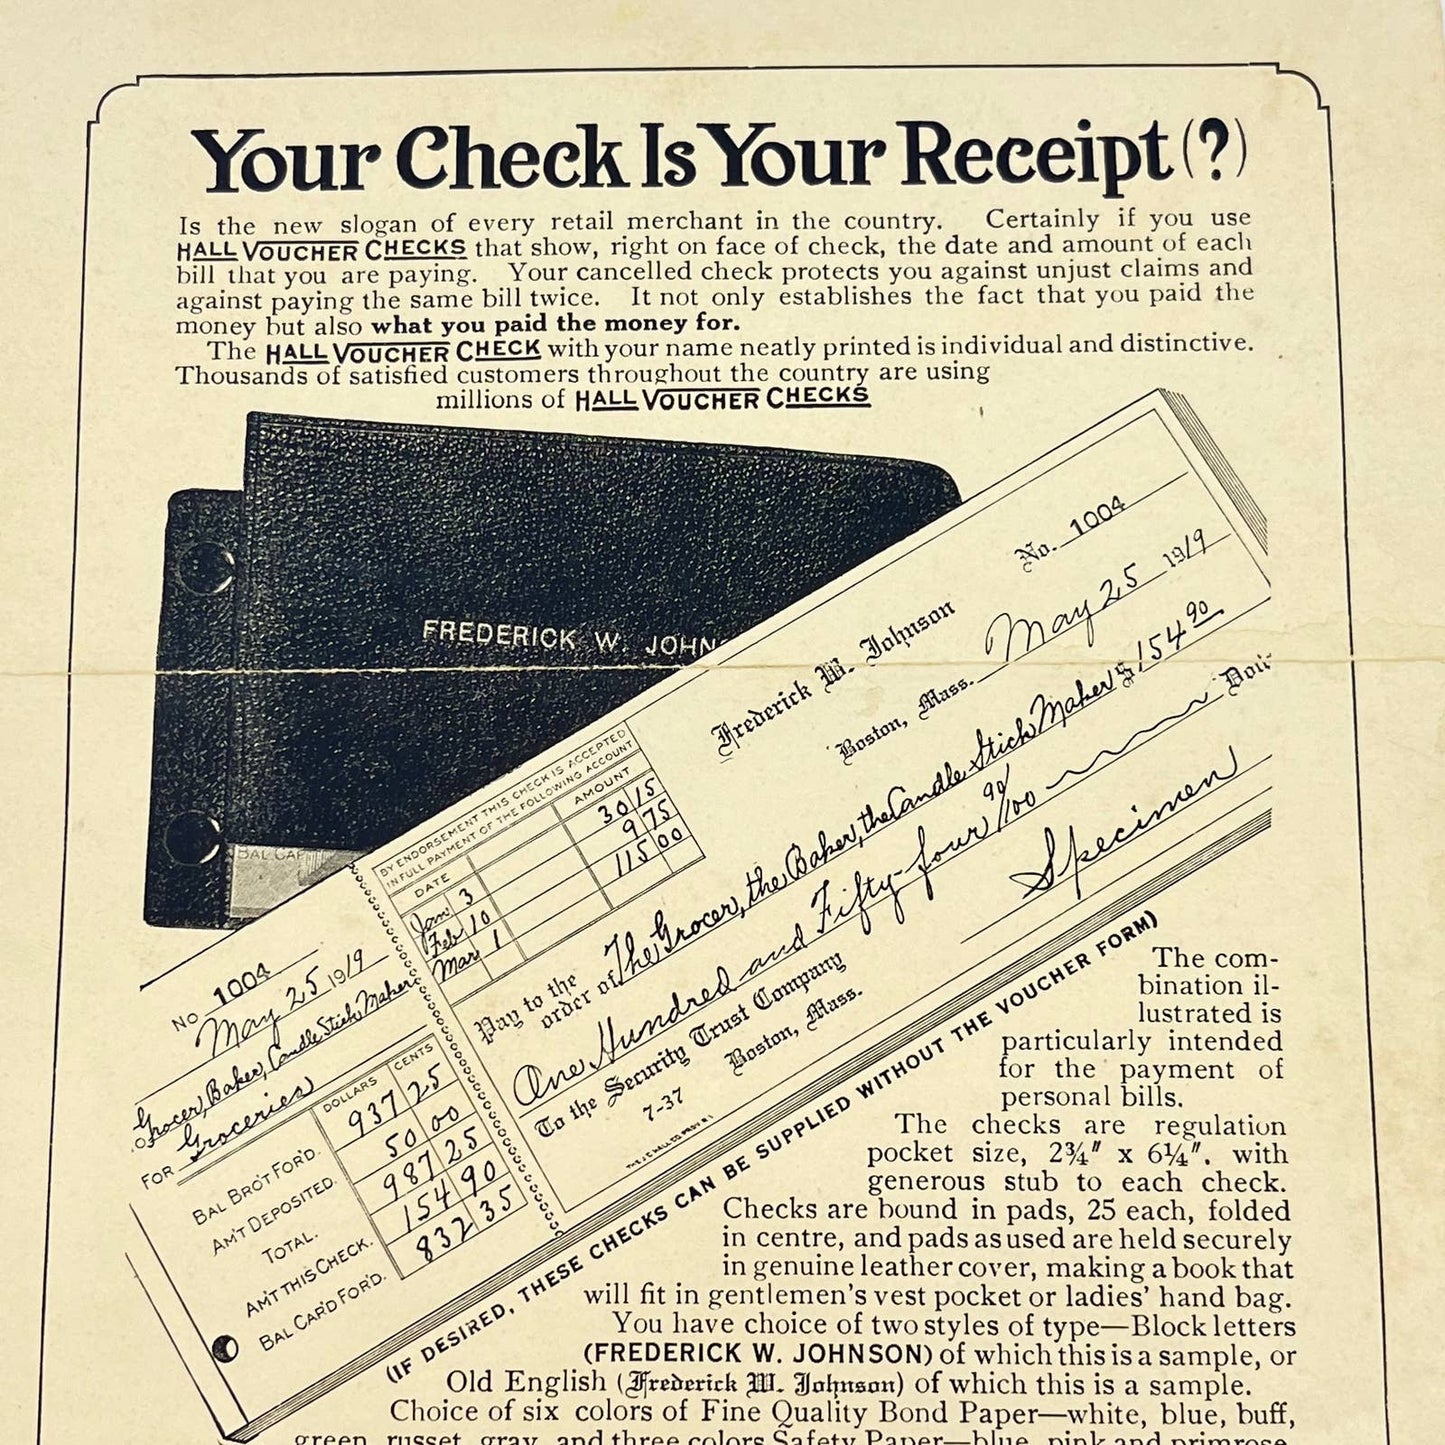 Your Check Is Your Receipt (?)
Is the new slogan of every retail merchant in the country. Certainly if you use
HALL VOUCHER CHECKS that show, right on face of check, the date and amount of each
bill that you are paying. Your cancelled check protects you against unjust claims and
against paying the same bill twice. It not only establishes the fact that you paid the
money but also what you paid the money for.
The HALL VOUCHER CHECK with your name neatly printed is individual and distinctive.
Thousands of satisfied customers throughout the country are using
millions of HALL VOUCHER CHECKS
FREDERICK W. JOHNS
BAL CAR
No. 1004
Frederick W. Johnson
Boston, Mass. May 25 1919
BY ENDORSEMENT THIS CHECK IS ACCEPTED
IN FULL PAYMENT OF THE FOLLOWING ACCOUNT
DATE AMOUNT
Jan 3 30 15
Feb 10 9 75
Mar 1 115 00
Pay to the
order of The Grocer, the Baker, the Candle Stick Maker $ 154 90
One Hundred and Fifty-four 90/100 Dol
To the Security Trust Company
Boston, Mass.
7-37
Specimen
NO 1004
May 25 1919
Grocer, Baker, Candle Stick Maker
FOR Groceries
DOLLARS CENTS
BAL BRO'T FOR'D. 937 25
AM'T DEPOSITED. 50 00
TOTAL. 987 25
AM'T THIS CHECK. 154 90
BAL CAR'D FOR'D. 832 35
(IF DESIRED, THESE CHECKS CAN BE SUPPLIED WITHOUT THE VOUCHER FORM)
The com-
bination il-
lustrated is
particularly intended
for the payment of
personal bills.
The checks are regulation
pocket size, 2¾″ x 6¼″. with
generous stub to each check.
Checks are bound in pads, 25 each, folded
in centre, and pads as used are held securely
in genuine leather cover, making a book that
will fit in gentlemen's vest pocket or ladies' hand bag.
You have choice of two styles of type—Block letters
(FREDERICK W. JOHNSON) of which this is a sample, or
Old English (Frederick W. Johnson) of which this is a sample.
Choice of six colors of Fine Quality Bond Paper—white, blue, buff,
green, russet, gray, and three colors Safety Paper—blue, pink and primrose